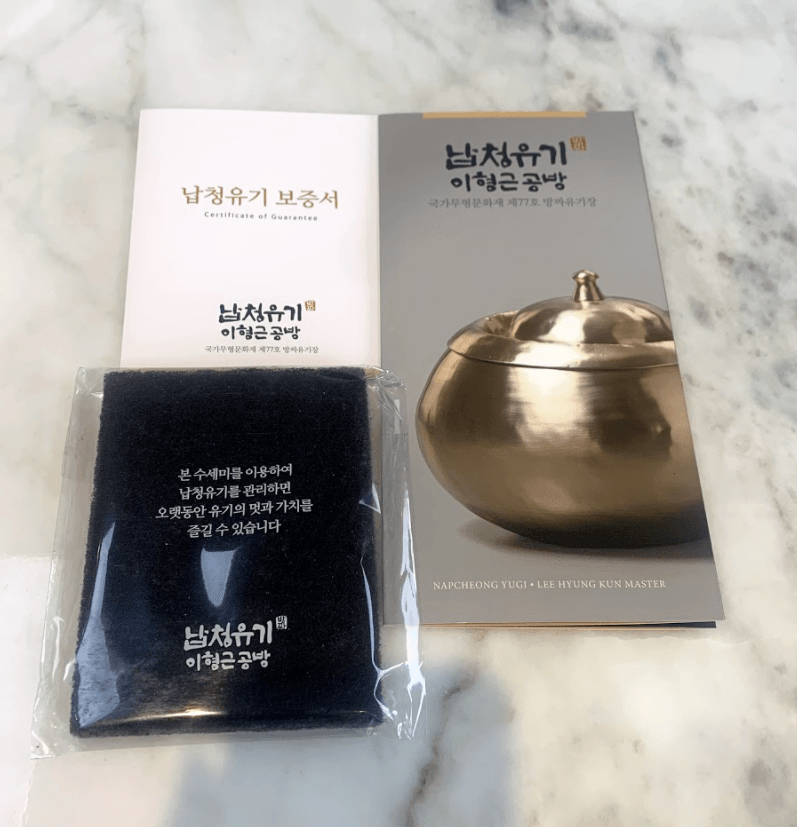 납청유기 보증서
Certificate of Guarantee
납청유기
이형근공방
국가무형문화재 제77호 방짜유기장
납청유기
이형근공방
국가무형문화재 제77호 방짜유기장
NAPCHEONG YUGI • LEE HYUNG KUN MASTER
본 수세미를 이용하여
납청유기를 관리하면
오랫동안 유기의 멋과 가치를
즐길 수 있습니다
납청유기
이형근공방